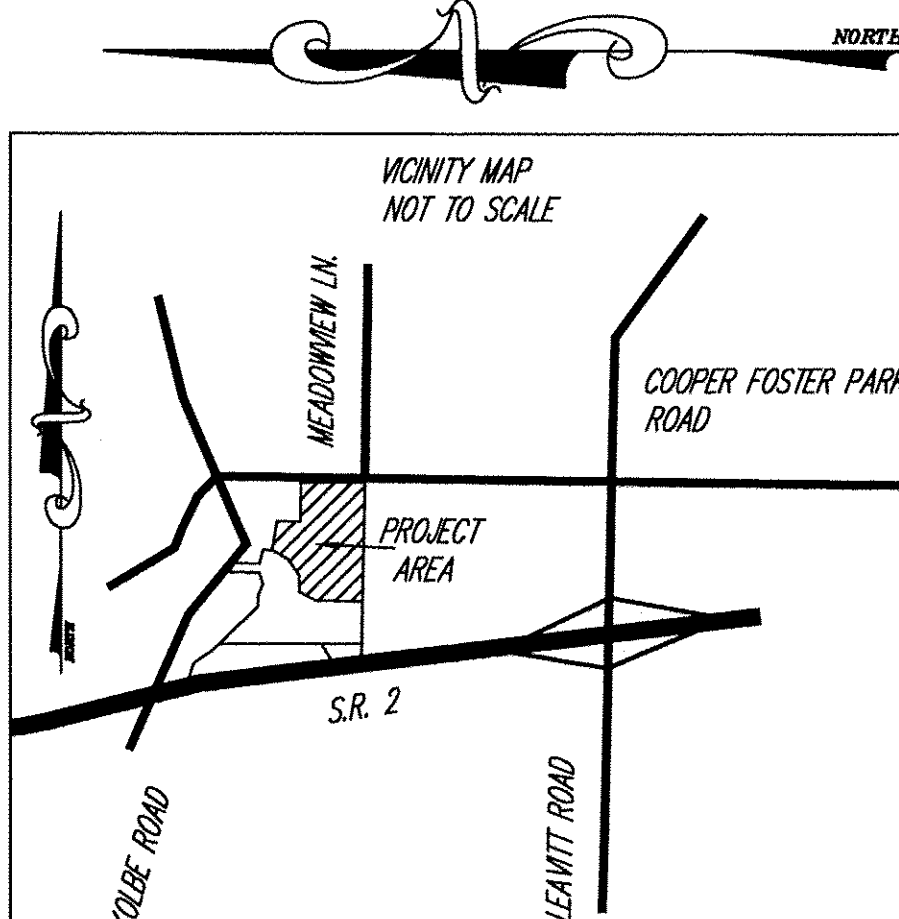 NORTH
VICINITY MAP
NOT TO SCALE
MEADOWVIEW LN.
COOPER FOSTER PARK
ROAD
PROJECT
AREA
NORTH
S.R. 2
KOLBE ROAD
LEAVITT ROAD